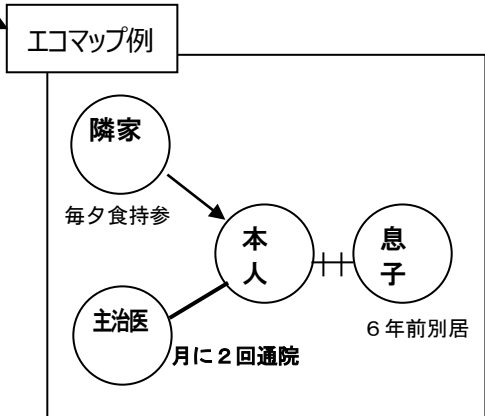 エコマップ例
隣家
毎夕食持参
本人
息子
6年前別居
主治医
月に2回通院